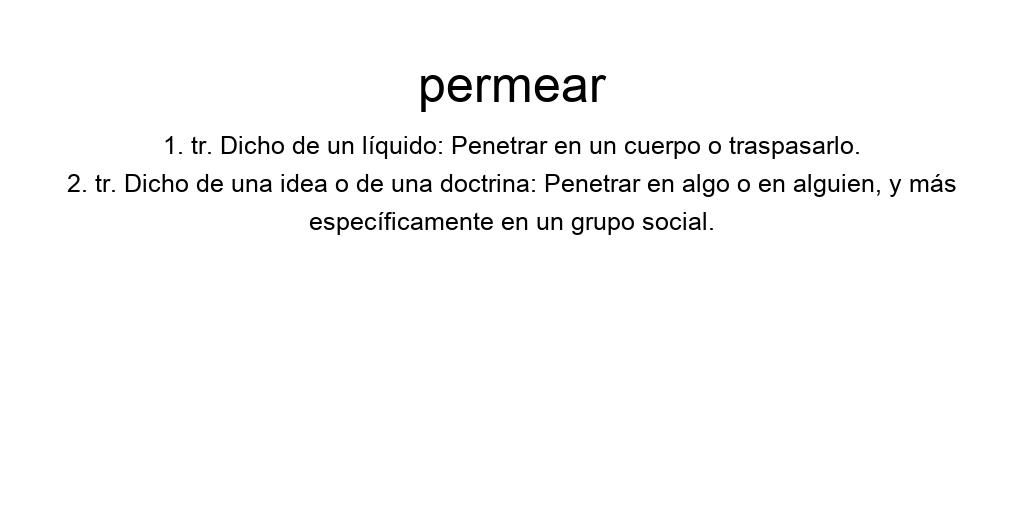 permear
1. tr. Dicho de un líquido: Penetrar en un cuerpo o traspasarlo.
2. tr. Dicho de una idea o de una doctrina: Penetrar en algo o en alguien, y más
específicamente en un grupo social.